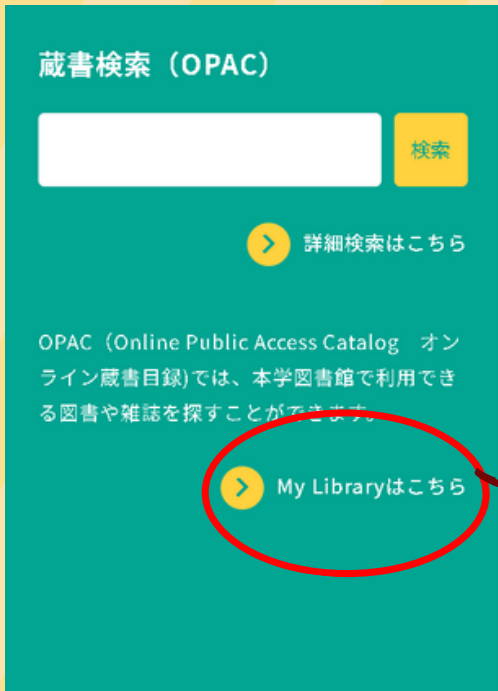 蔵書検索（OPAC）
検索
詳細検索はこちら
OPAC（Online Public Access Catalog　オン
ライン蔵書目録)では、本学図書館で利用でき
る図書や雑誌を探すことができます。
My Libraryはこちら